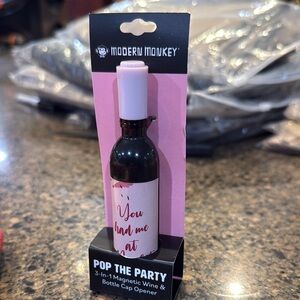 MODERN MONKEY
You
had me
at
POP THE PARTY
3-in-1 Magnetic Wine &
Bottle Cap Opener